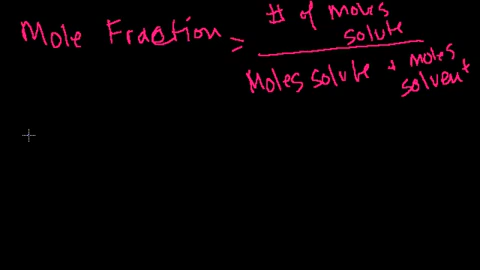 Mole Fraction = # of moles
solute
Moles solute + moles
solvent